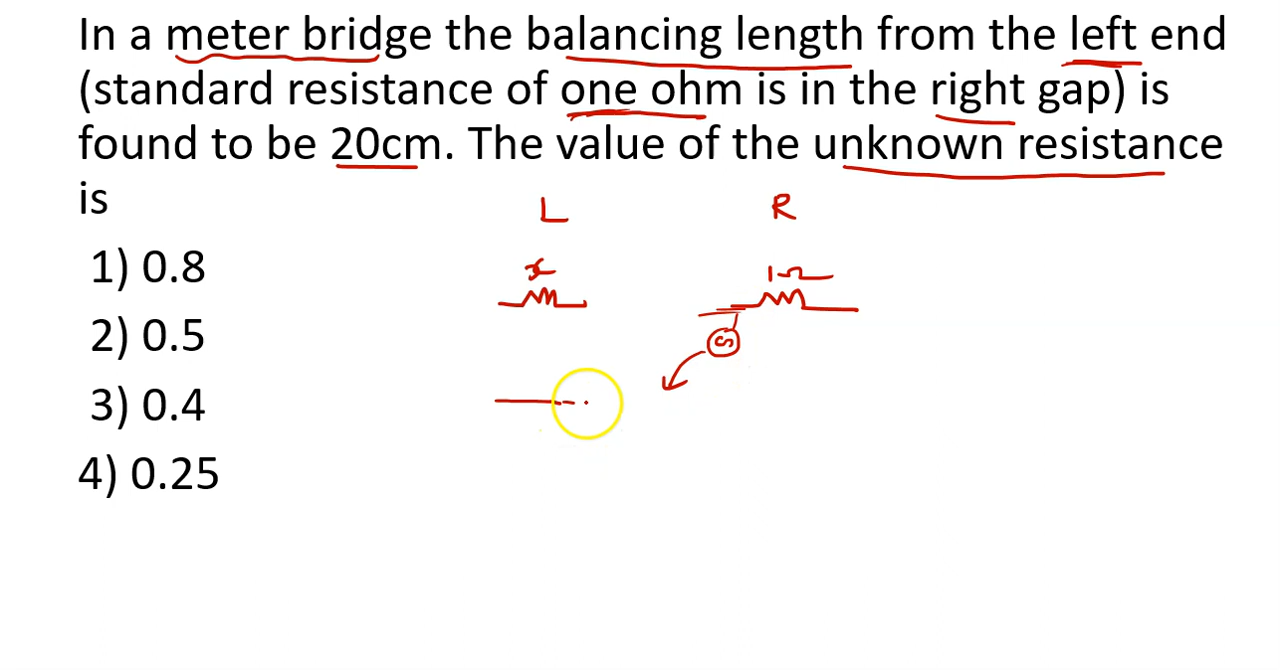 In a meter bridge the balancing length from the left end
(standard resistance of one ohm is in the right gap) is
found to be 20cm. The value of the unknown resistance
is
L R
x 1Ω
1) 0.8
2) 0.5
S
3) 0.4
4) 0.25